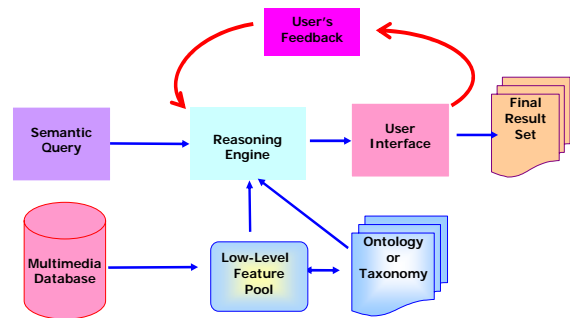 User's
Feedback
Semantic
Query
Reasoning
Engine
User
Interface
Final
Result
Set
Multimedia
Database
Low-Level
Feature
Pool
Ontology
or
Taxonomy